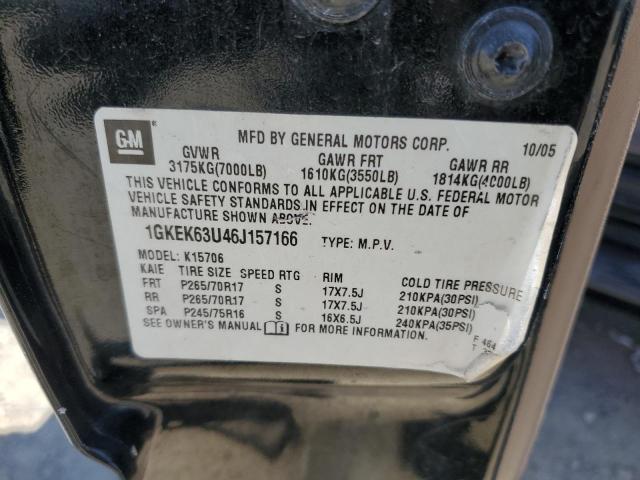 GM®
MFD BY GENERAL MOTORS CORP. 10/05
GVWR GAWR FRT GAWR RR
3175KG(7000LB) 1610KG(3550LB) 1814KG(4000LB)
THIS VEHICLE CONFORMS TO ALL APPLICABLE U.S. FEDERAL MOTOR
VEHICLE SAFETY STANDARDS IN EFFECT ON THE DATE OF
MANUFACTURE SHOWN ABOVE.
1GKEK63U46J157166 TYPE: M.P.V.
MODEL: K15706
KAIE TIRE SIZE SPEED RTG RIM COLD TIRE PRESSURE
FRT P265/70R17 S 17X7.5J 210KPA(30PSI)
RR P265/70R17 S 17X7.5J 210KPA(30PSI)
SPA P245/75R16 S 16X6.5J 240KPA(35PSI)
SEE OWNER'S MANUAL FOR MORE INFORMATION.
F 464
T